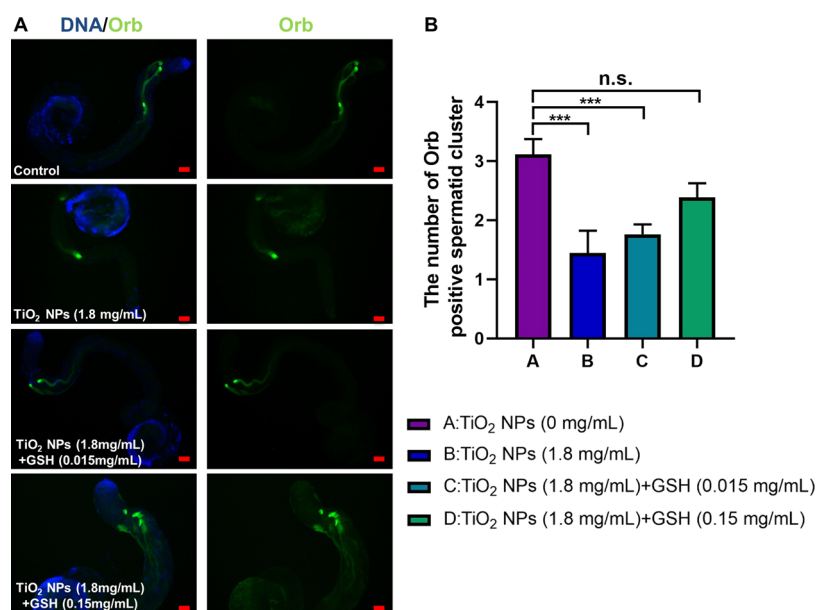 A
DNA/Orb
Orb
Control
TiO₂ NPs (1.8 mg/mL)
TiO₂ NPs (1.8mg/mL)
+GSH (0.015mg/mL)
TiO₂ NPs (1.8mg/mL)
+GSH (0.15mg/mL)
B
n.s.
***
***
The number of Orb
positive spermatid cluster
4
3
2
1
0
A B C D
A:TiO₂ NPs (0 mg/mL)
B:TiO₂ NPs (1.8 mg/mL)
C:TiO₂ NPs (1.8 mg/mL)+GSH (0.015 mg/mL)
D:TiO₂ NPs (1.8 mg/mL)+GSH (0.15 mg/mL)